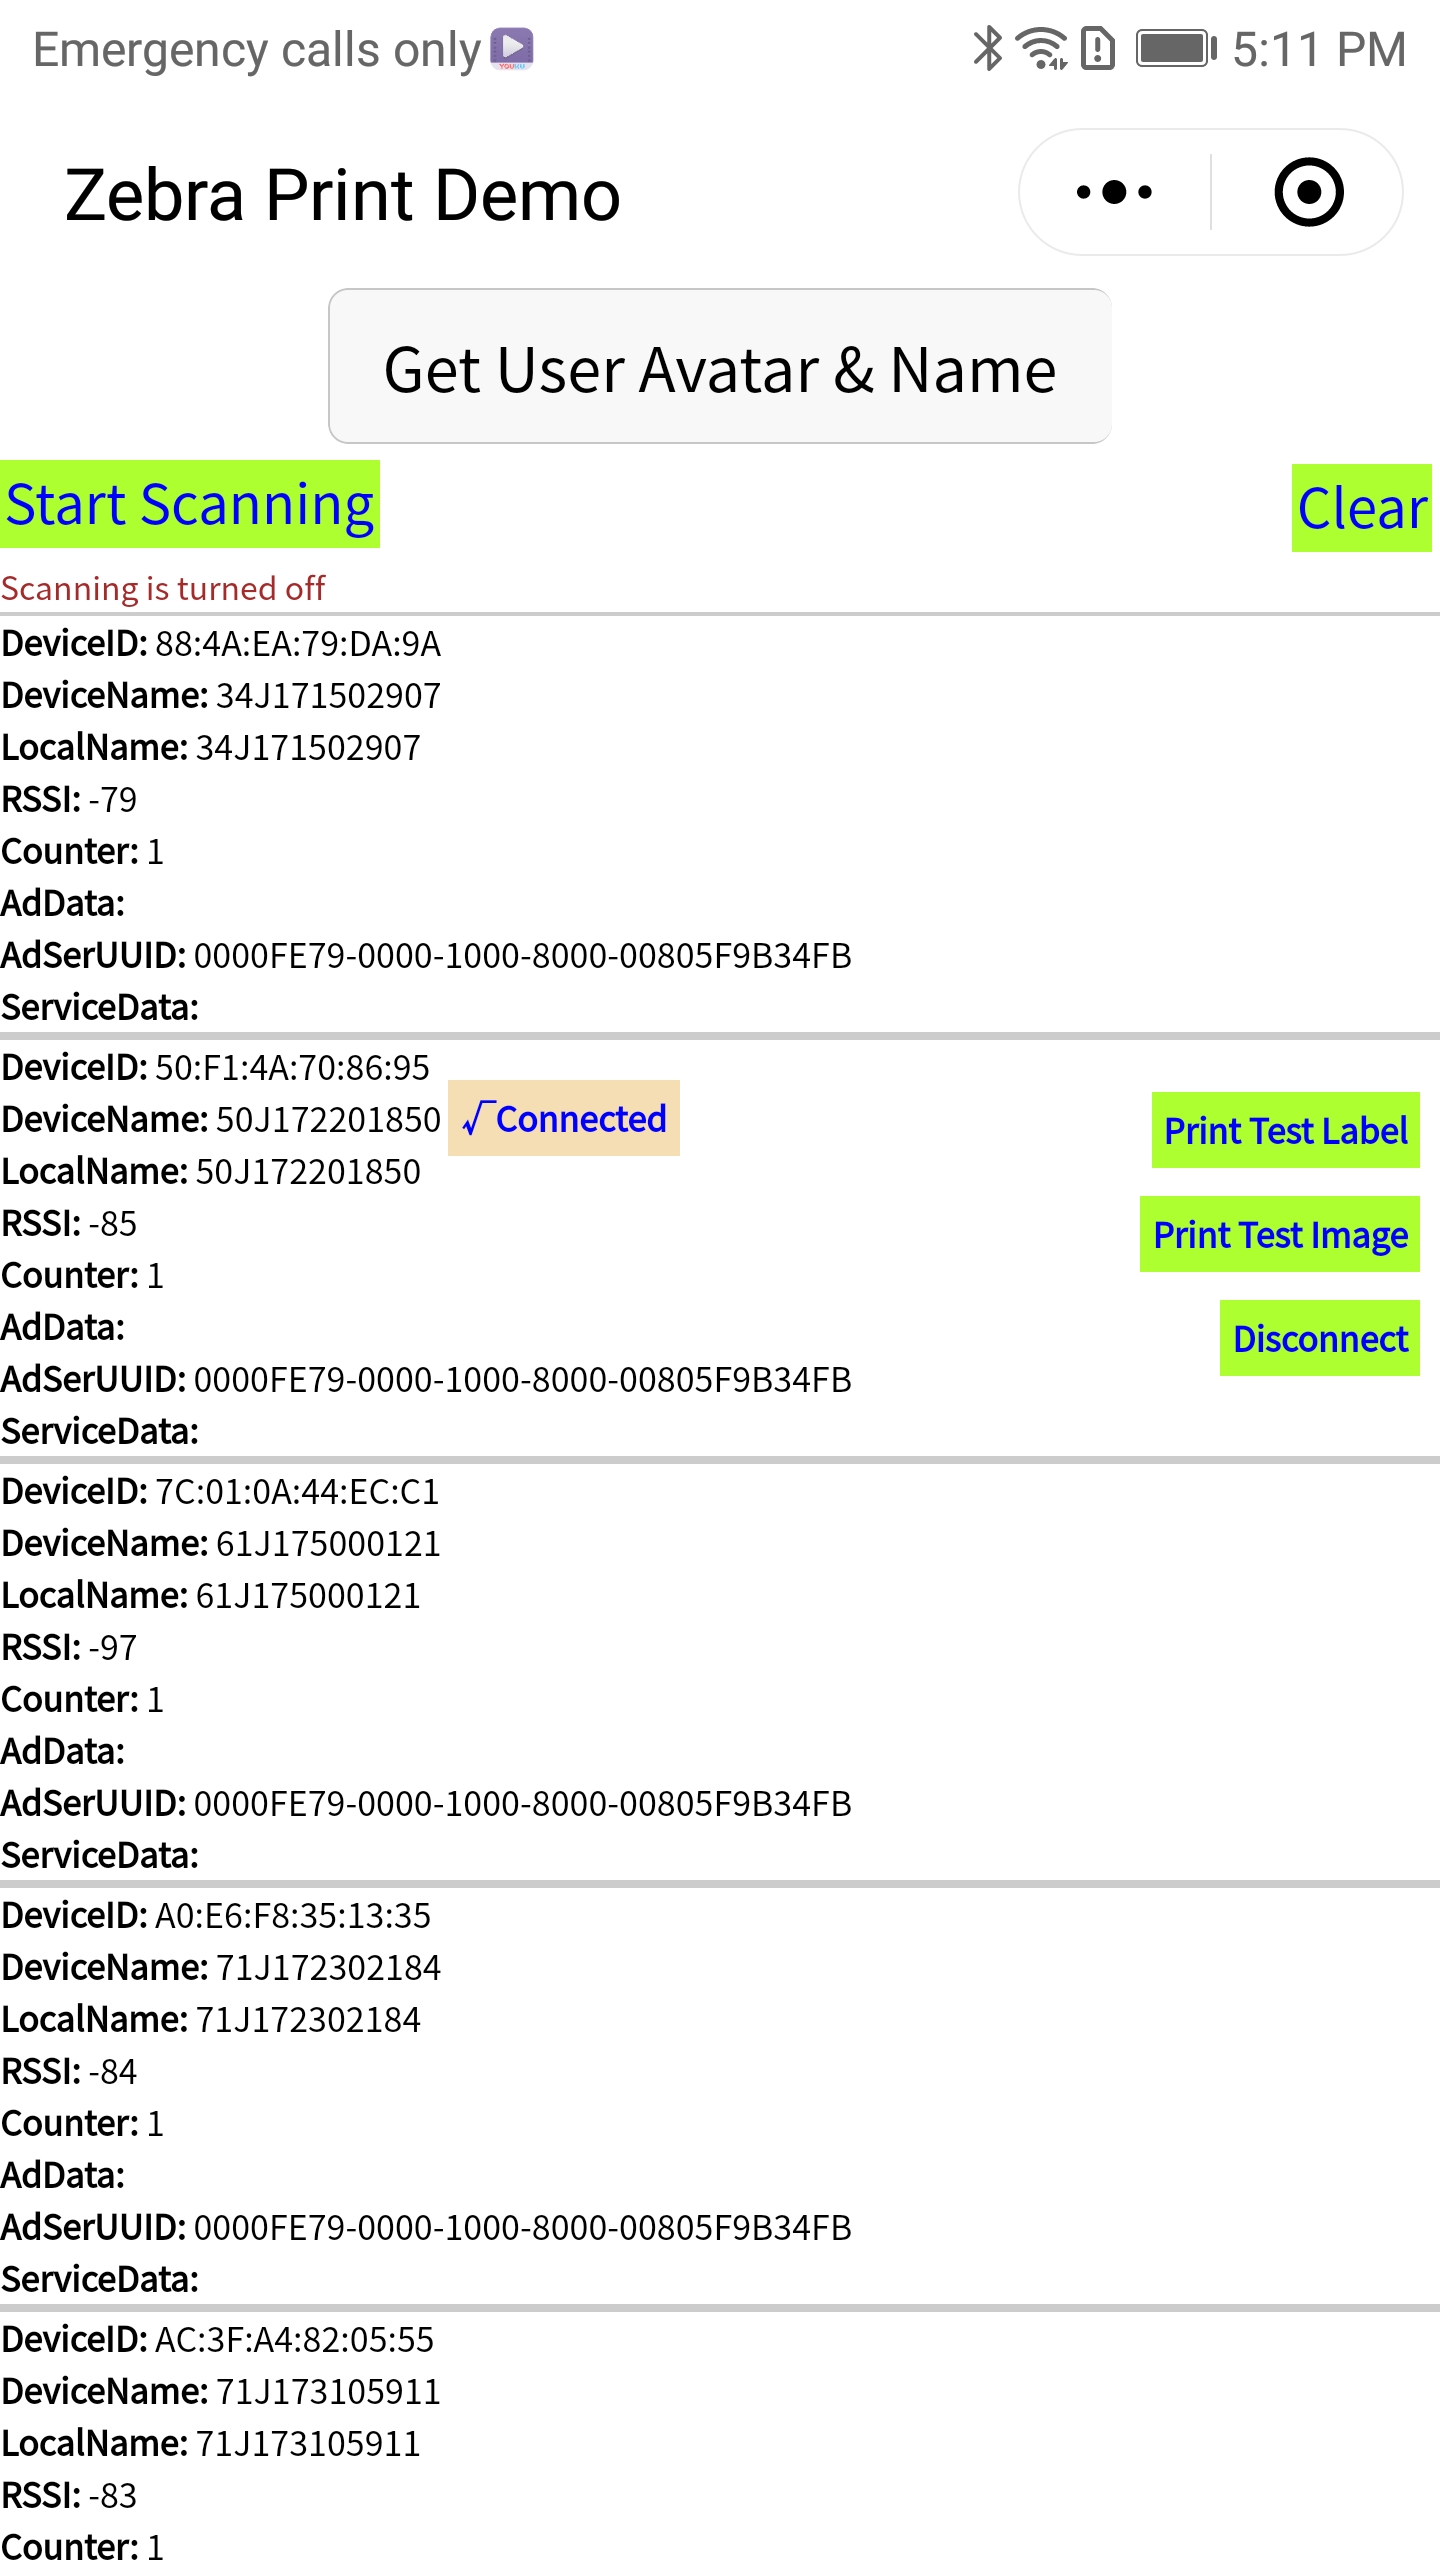 Emergency calls only
5:11 PM
Zebra Print Demo
Get User Avatar & Name
Start Scanning
Clear
Scanning is turned off
DeviceID: 88:4A:EA:79:DA:9A
DeviceName: 34J171502907
LocalName: 34J171502907
RSSI: -79
Counter: 1
AdData:
AdSerUUID: 0000FE79-0000-1000-8000-00805F9B34FB
ServiceData:
DeviceID: 50:F1:4A:70:86:95
DeviceName: 50J172201850 √Connected
Print Test Label
LocalName: 50J172201850
RSSI: -85
Print Test Image
Counter: 1
AdData:
Disconnect
AdSerUUID: 0000FE79-0000-1000-8000-00805F9B34FB
ServiceData:
DeviceID: 7C:01:0A:44:EC:C1
DeviceName: 61J175000121
LocalName: 61J175000121
RSSI: -97
Counter: 1
AdData:
AdSerUUID: 0000FE79-0000-1000-8000-00805F9B34FB
ServiceData:
DeviceID: A0:E6:F8:35:13:35
DeviceName: 71J172302184
LocalName: 71J172302184
RSSI: -84
Counter: 1
AdData:
AdSerUUID: 0000FE79-0000-1000-8000-00805F9B34FB
ServiceData:
DeviceID: AC:3F:A4:82:05:55
DeviceName: 71J173105911
LocalName: 71J173105911
RSSI: -83
Counter: 1